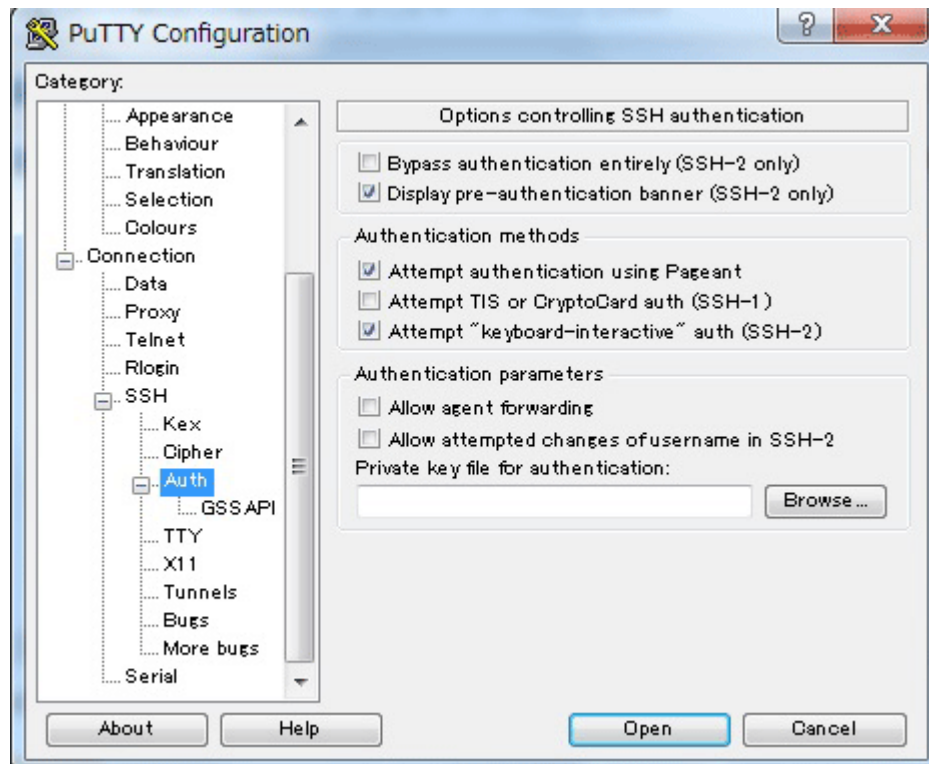 PuTTY Configuration
Category:
Appearance
Behaviour
Translation
Selection
Colours
Connection
Data
Proxy
Telnet
Rlogin
SSH
Kex
Cipher
Auth
GSSAPI
TTY
X11
Tunnels
Bugs
More bugs
Serial
Options controlling SSH authentication
Bypass authentication entirely (SSH-2 only)
Display pre-authentication banner (SSH-2 only)
Authentication methods
Attempt authentication using Pageant
Attempt TIS or CryptoCard auth (SSH-1)
Attempt "keyboard-interactive" auth (SSH-2)
Authentication parameters
Allow agent forwarding
Allow attempted changes of username in SSH-2
Private key file for authentication:
Browse...
About
Help
Open
Cancel